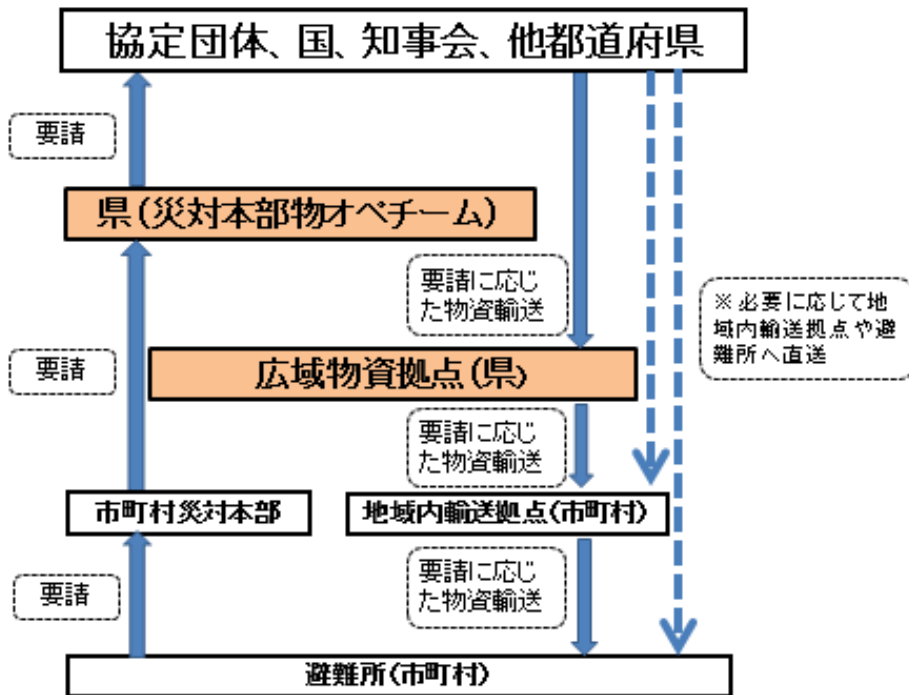 協定団体、国、知事会、他都道府県
要請
県(災対本部物オペチーム)
要請に応じ
た物資輸送
※必要に応じて地
域内輸送拠点や避
難所へ直送
要請
広域物資拠点(県)
要請に応じ
た物資輸送
市町村災対本部
地域内輸送拠点(市町村)
要請
要請に応じ
た物資輸送
避難所(市町村)